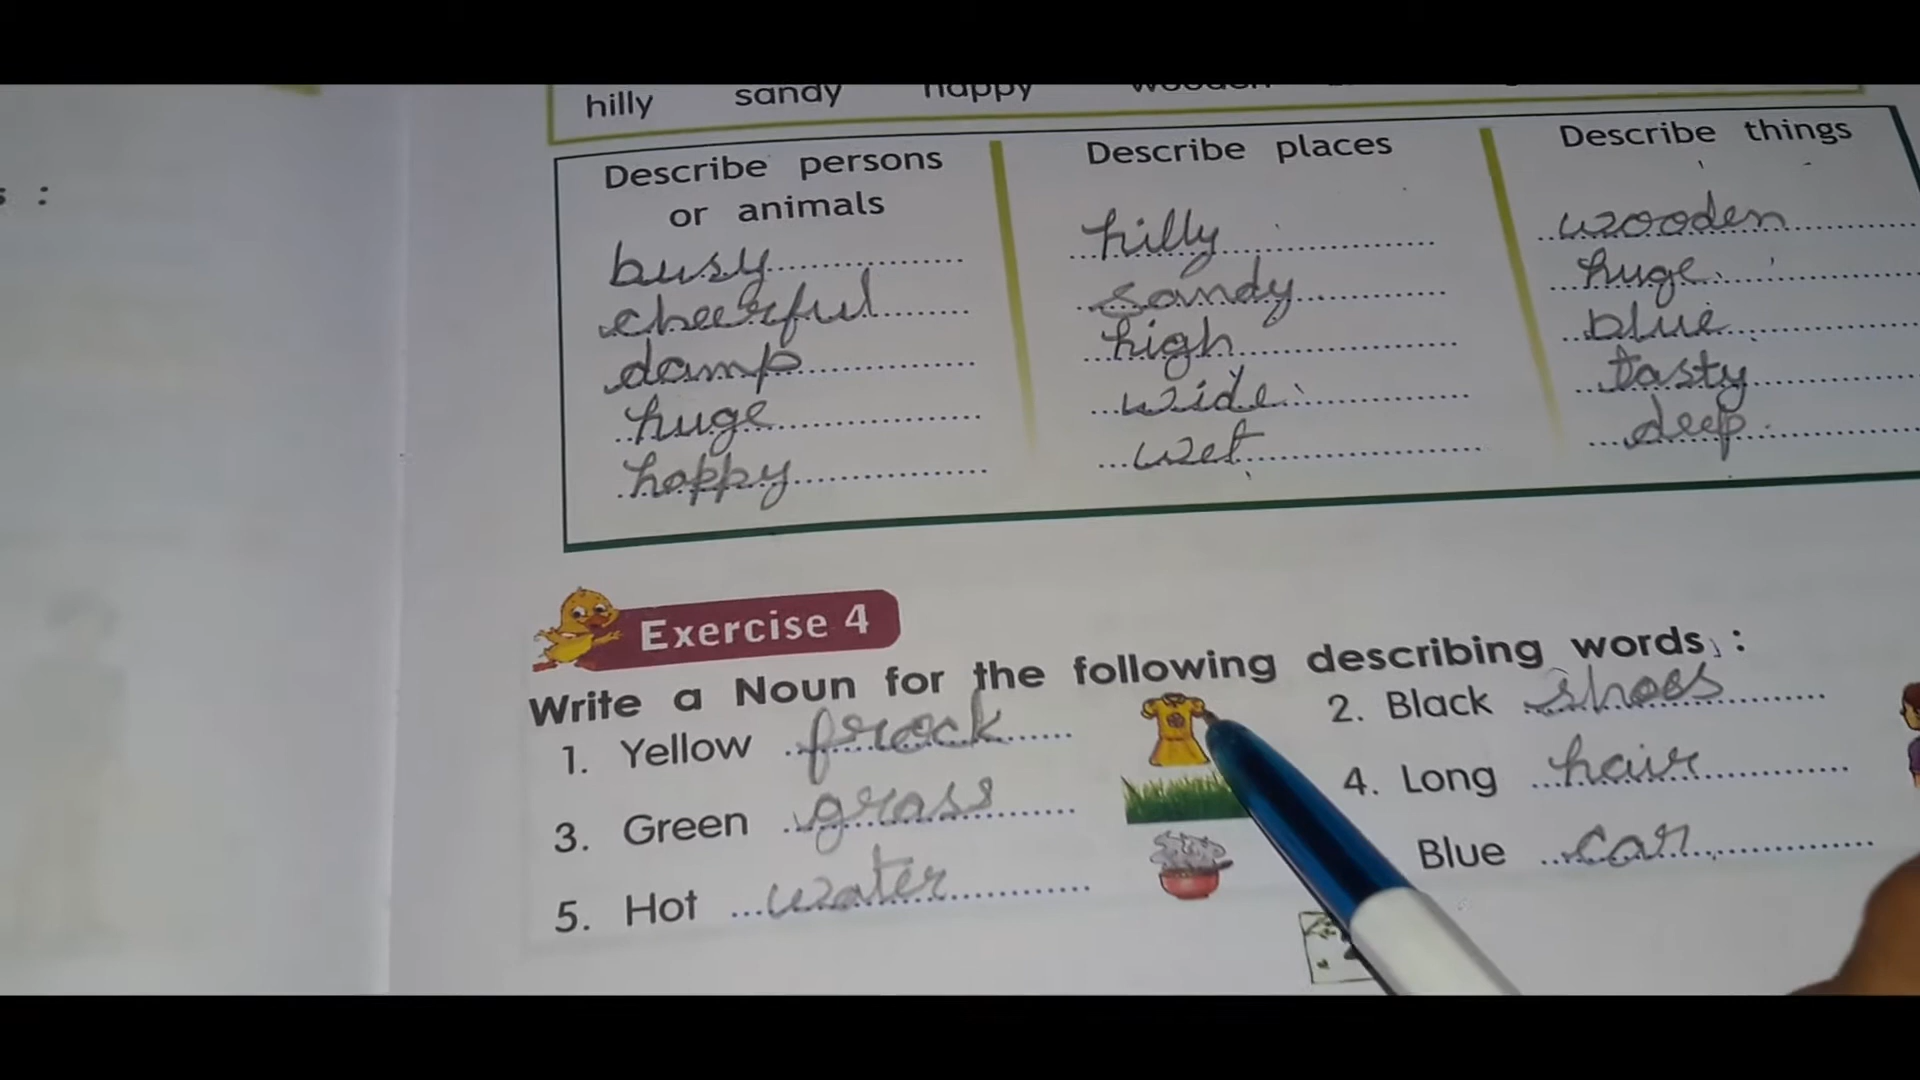 hilly sandy happy wooden
Describe persons or animals
busy
cheerful
damp
huge
happy
Describe places
hilly
sandy
high
wide
wet
Describe things
wooden
huge
blue
tasty
deep
Exercise 4
Write a Noun for the following describing words :
1. Yellow frock
2. Black shoes
3. Green grass
4. Long hair
5. Hot water
Blue car